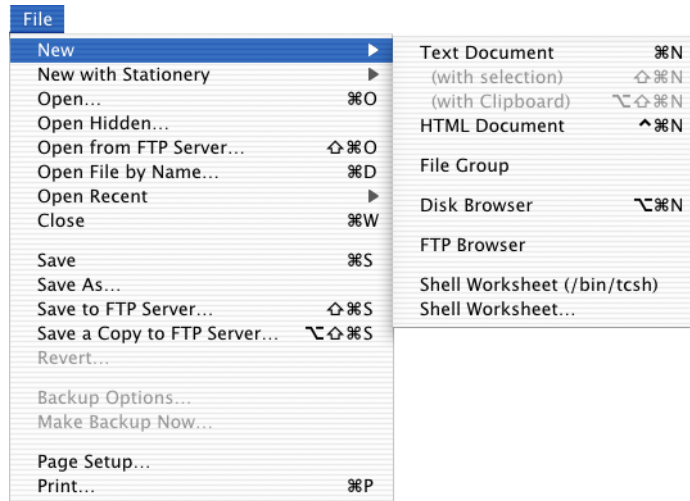 File
New
New with Stationery
Open... ⌘O
Open Hidden...
Open from FTP Server... ⇧⌘O
Open File by Name... ⌘D
Open Recent
Close ⌘W
Save ⌘S
Save As...
Save to FTP Server... ⇧⌘S
Save a Copy to FTP Server... ⌥⇧⌘S
Revert...
Backup Options...
Make Backup Now...
Page Setup...
Print... ⌘P
Text Document ⌘N
(with selection) ⇧⌘N
(with Clipboard) ⌥⇧⌘N
HTML Document ^⌘N
File Group
Disk Browser ⌥⌘N
FTP Browser
Shell Worksheet (/bin/tcsh)
Shell Worksheet...